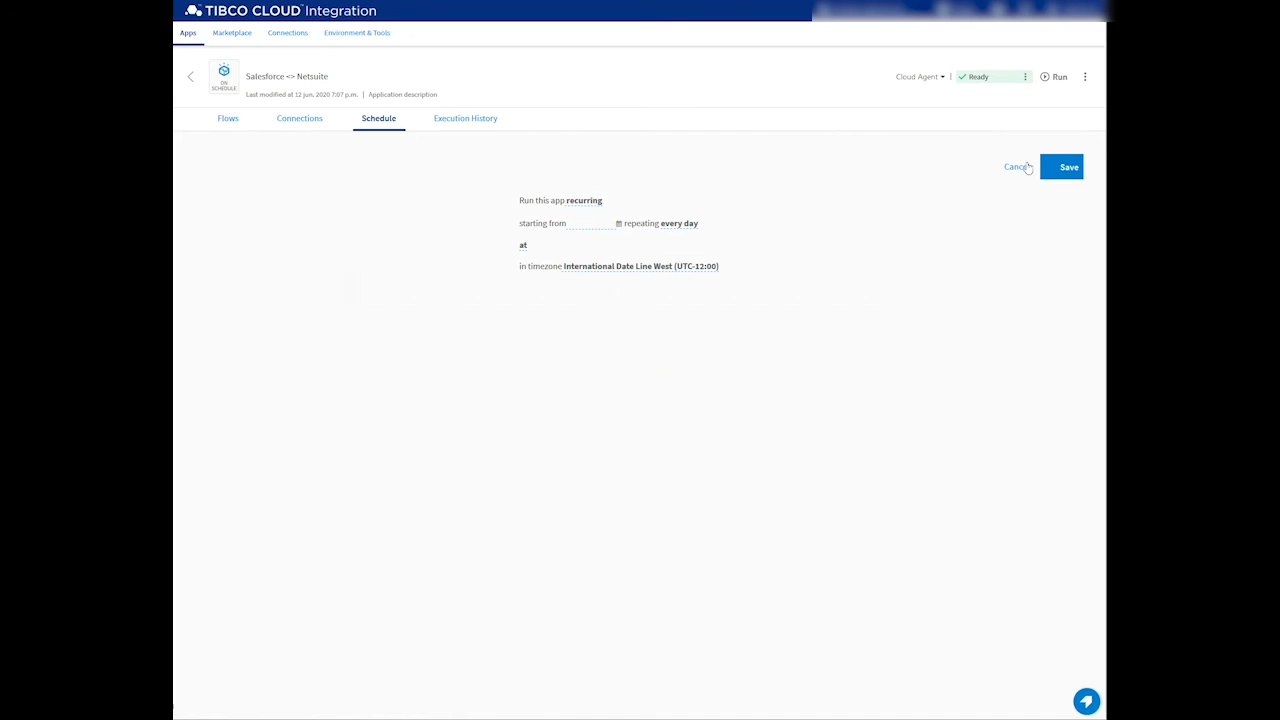 TIBCO CLOUD™ Integration
Apps Marketplace Connections Environment & Tools
ON SCHEDULE
Salesforce <> Netsuite
Last modified at 12 jun. 2020 7:07 p.m. | Application description
Cloud Agent | Ready Run
Flows Connections Schedule Execution History
Cancel Save
Run this app recurring
starting from repeating every day
at
in timezone International Date Line West (UTC-12:00)